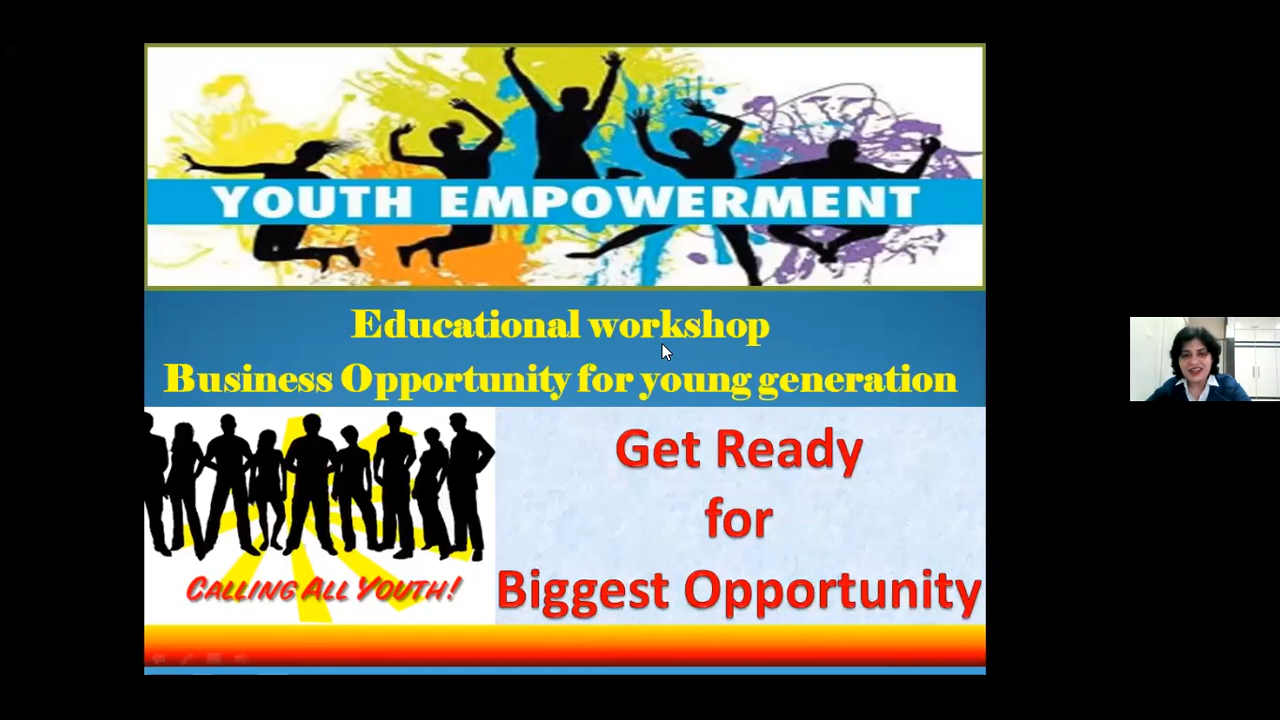 YOUTH EMPOWERMENT
Educational workshop
Business Opportunity for young generation
CALLING ALL YOUTH!
Get Ready
for
Biggest Opportunity